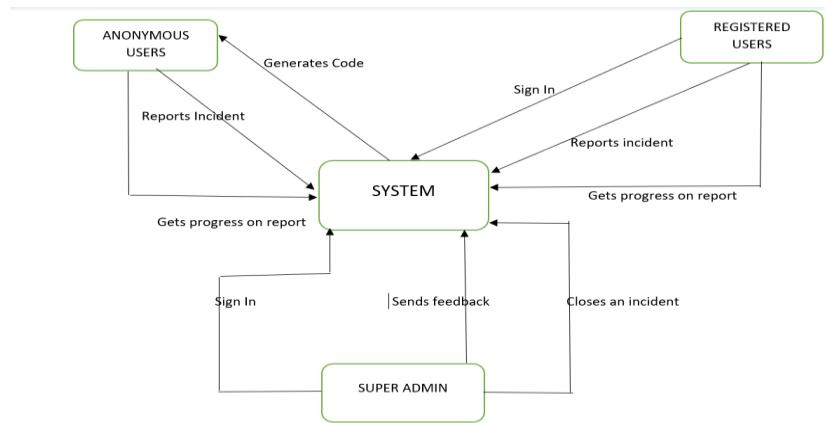 ANONYMOUS
USERS
REGISTERED
USERS
Generates Code
Sign In
Reports Incident
Reports incident
SYSTEM
Gets progress on report
Gets progress on report
Sign In
Sends feedback
Closes an incident
SUPER ADMIN